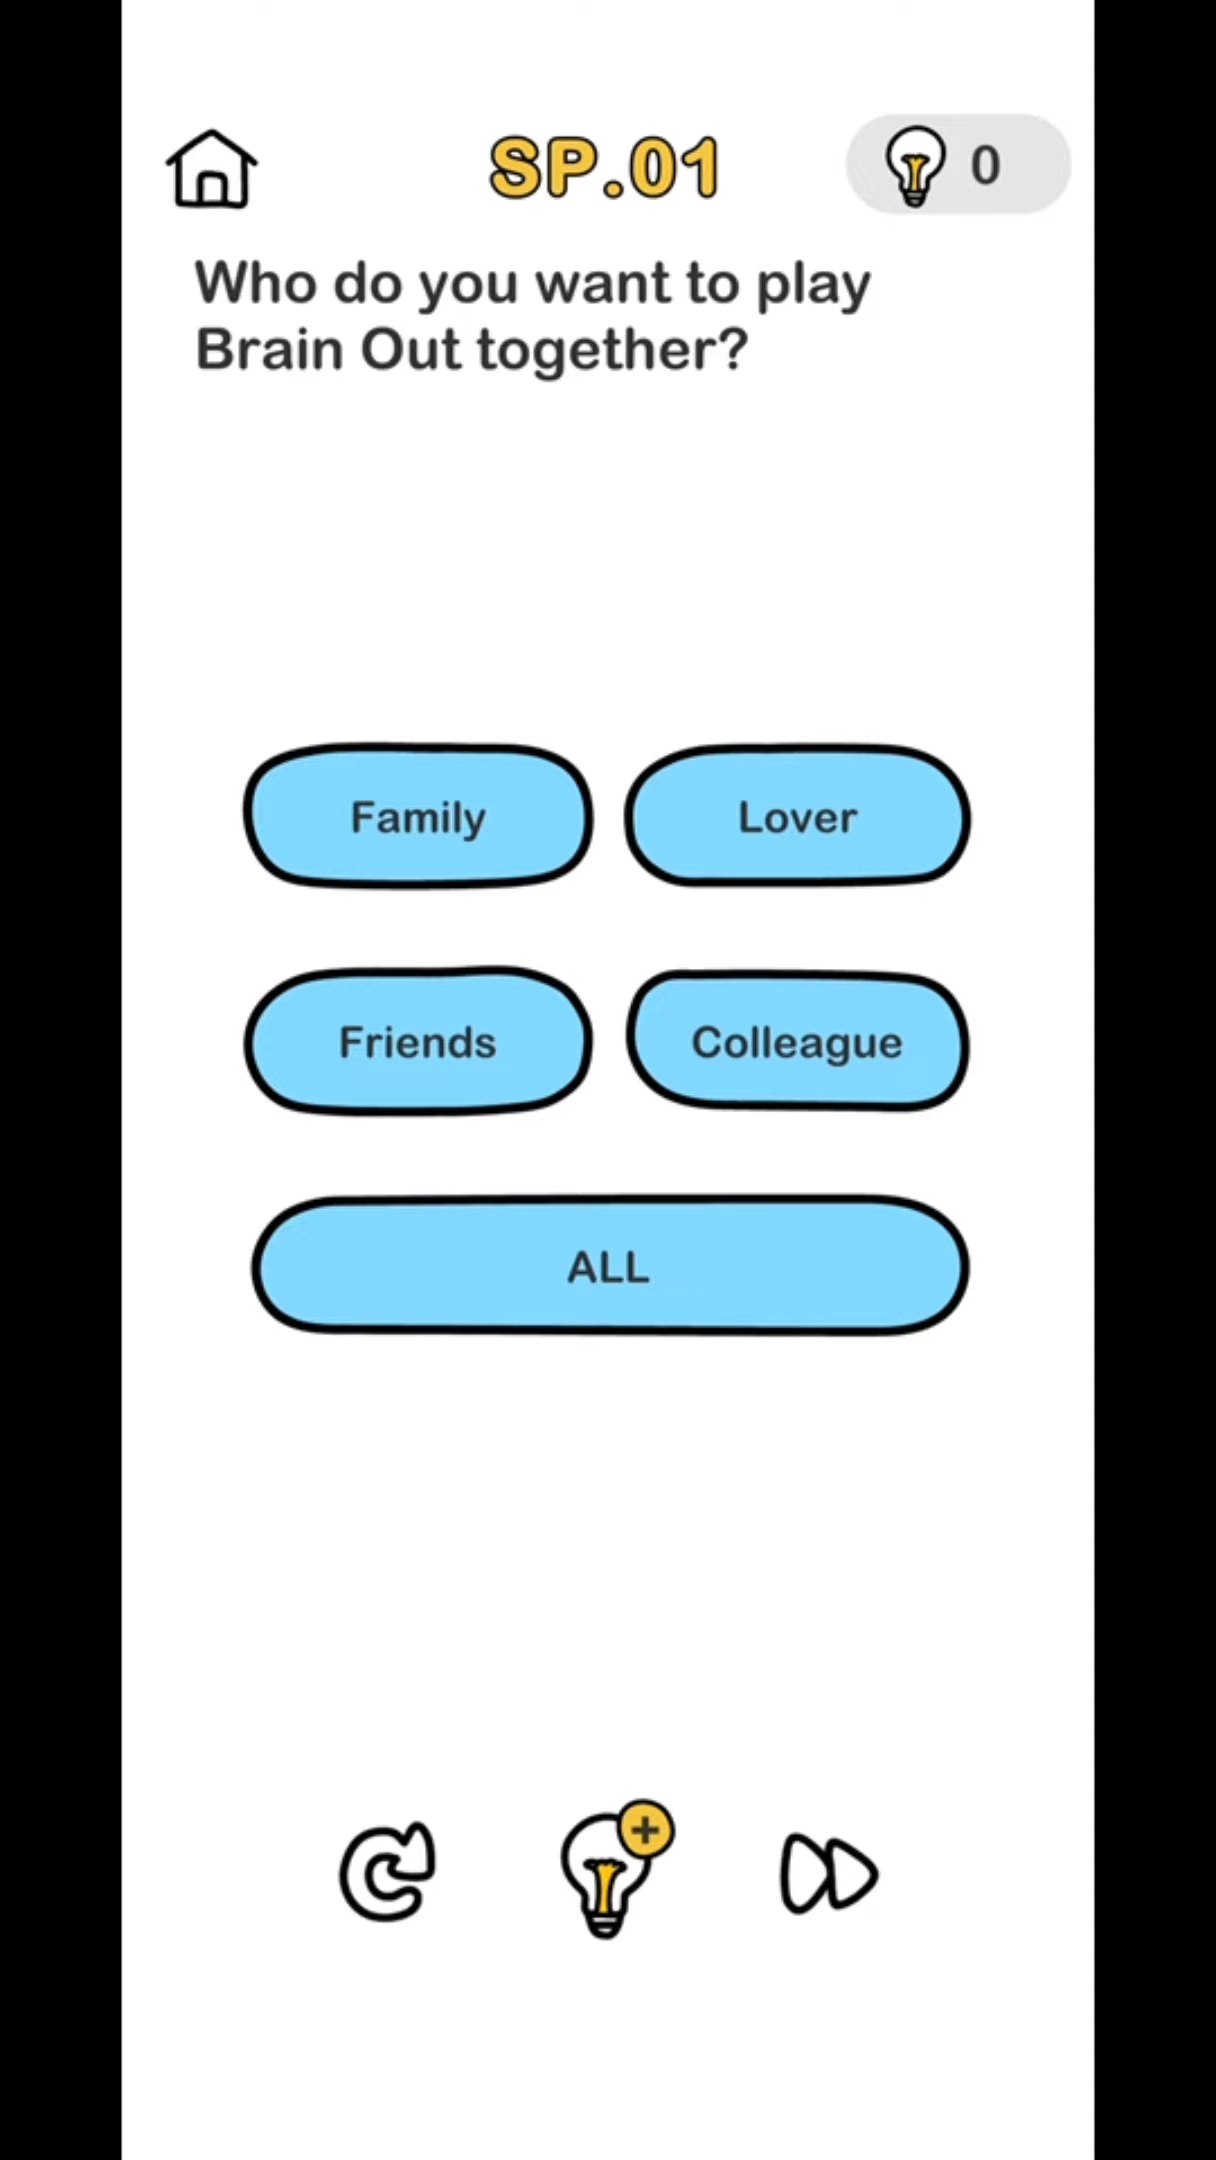 SP.01
0
Who do you want to play
Brain Out together?
Family
Lover
Friends
Colleague
ALL